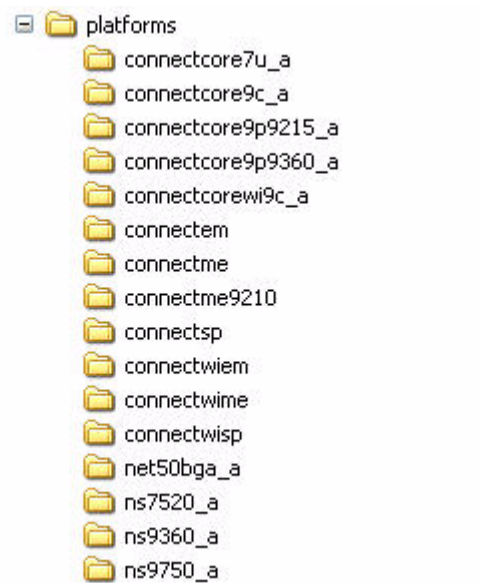 platforms
connectcore7u_a
connectcore9c_a
connectcore9p9215_a
connectcore9p9360_a
connectcorewi9c_a
connectem
connectme
connectme9210
connectsp
connectwiem
connectwime
connectwisp
net50bga_a
ns7520_a
ns9360_a
ns9750_a